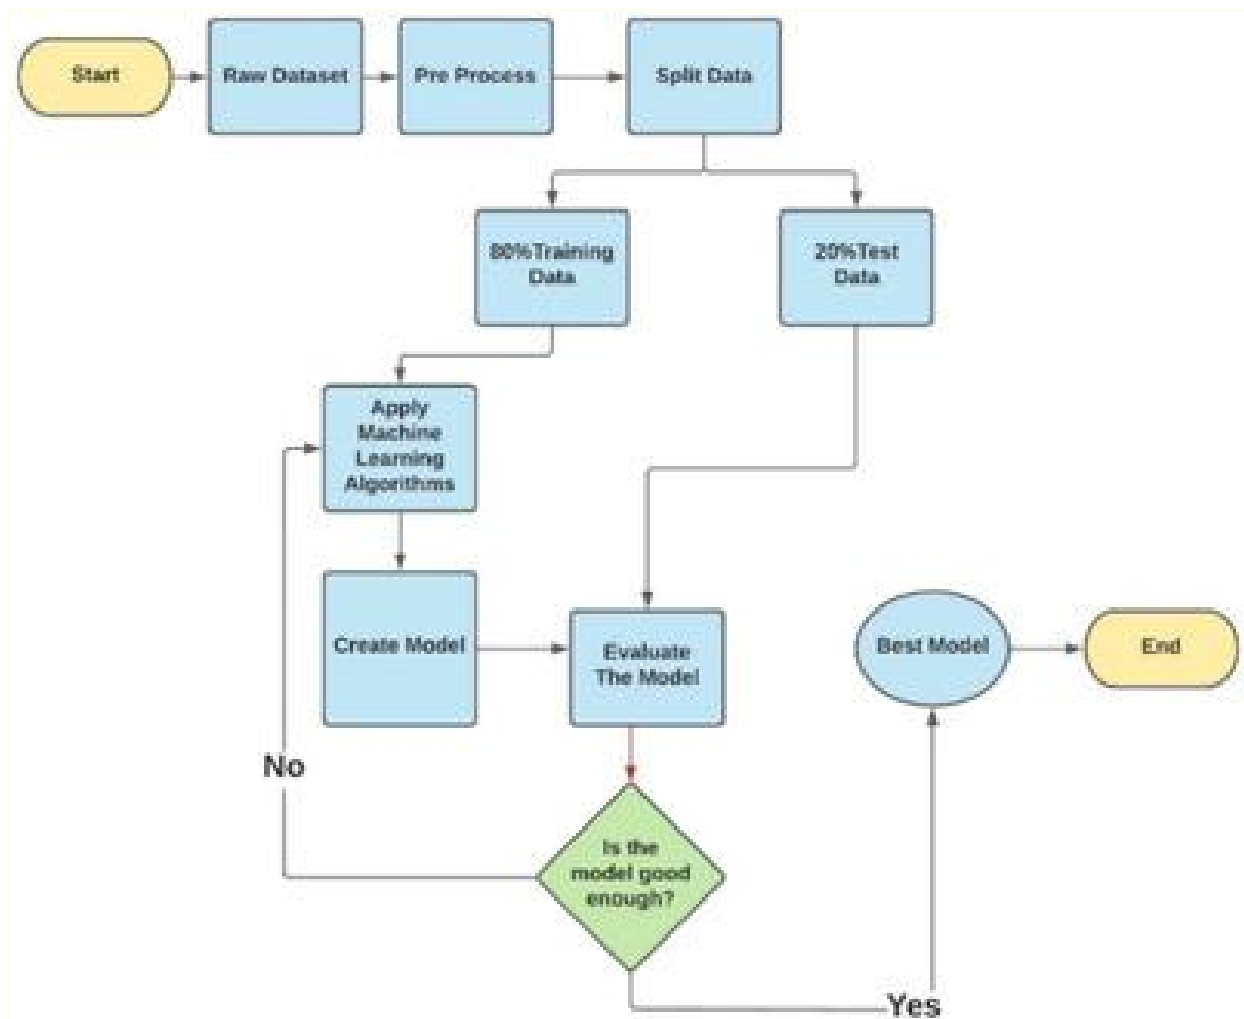 Start
Raw Dataset
Pre Process
Split Data
80%Training
Data
20%Test
Data
Apply
Machine
Learning
Algorithms
Create Model
Evaluate
The Model
Best Model
End
No
Is the
model good
enough?
Yes